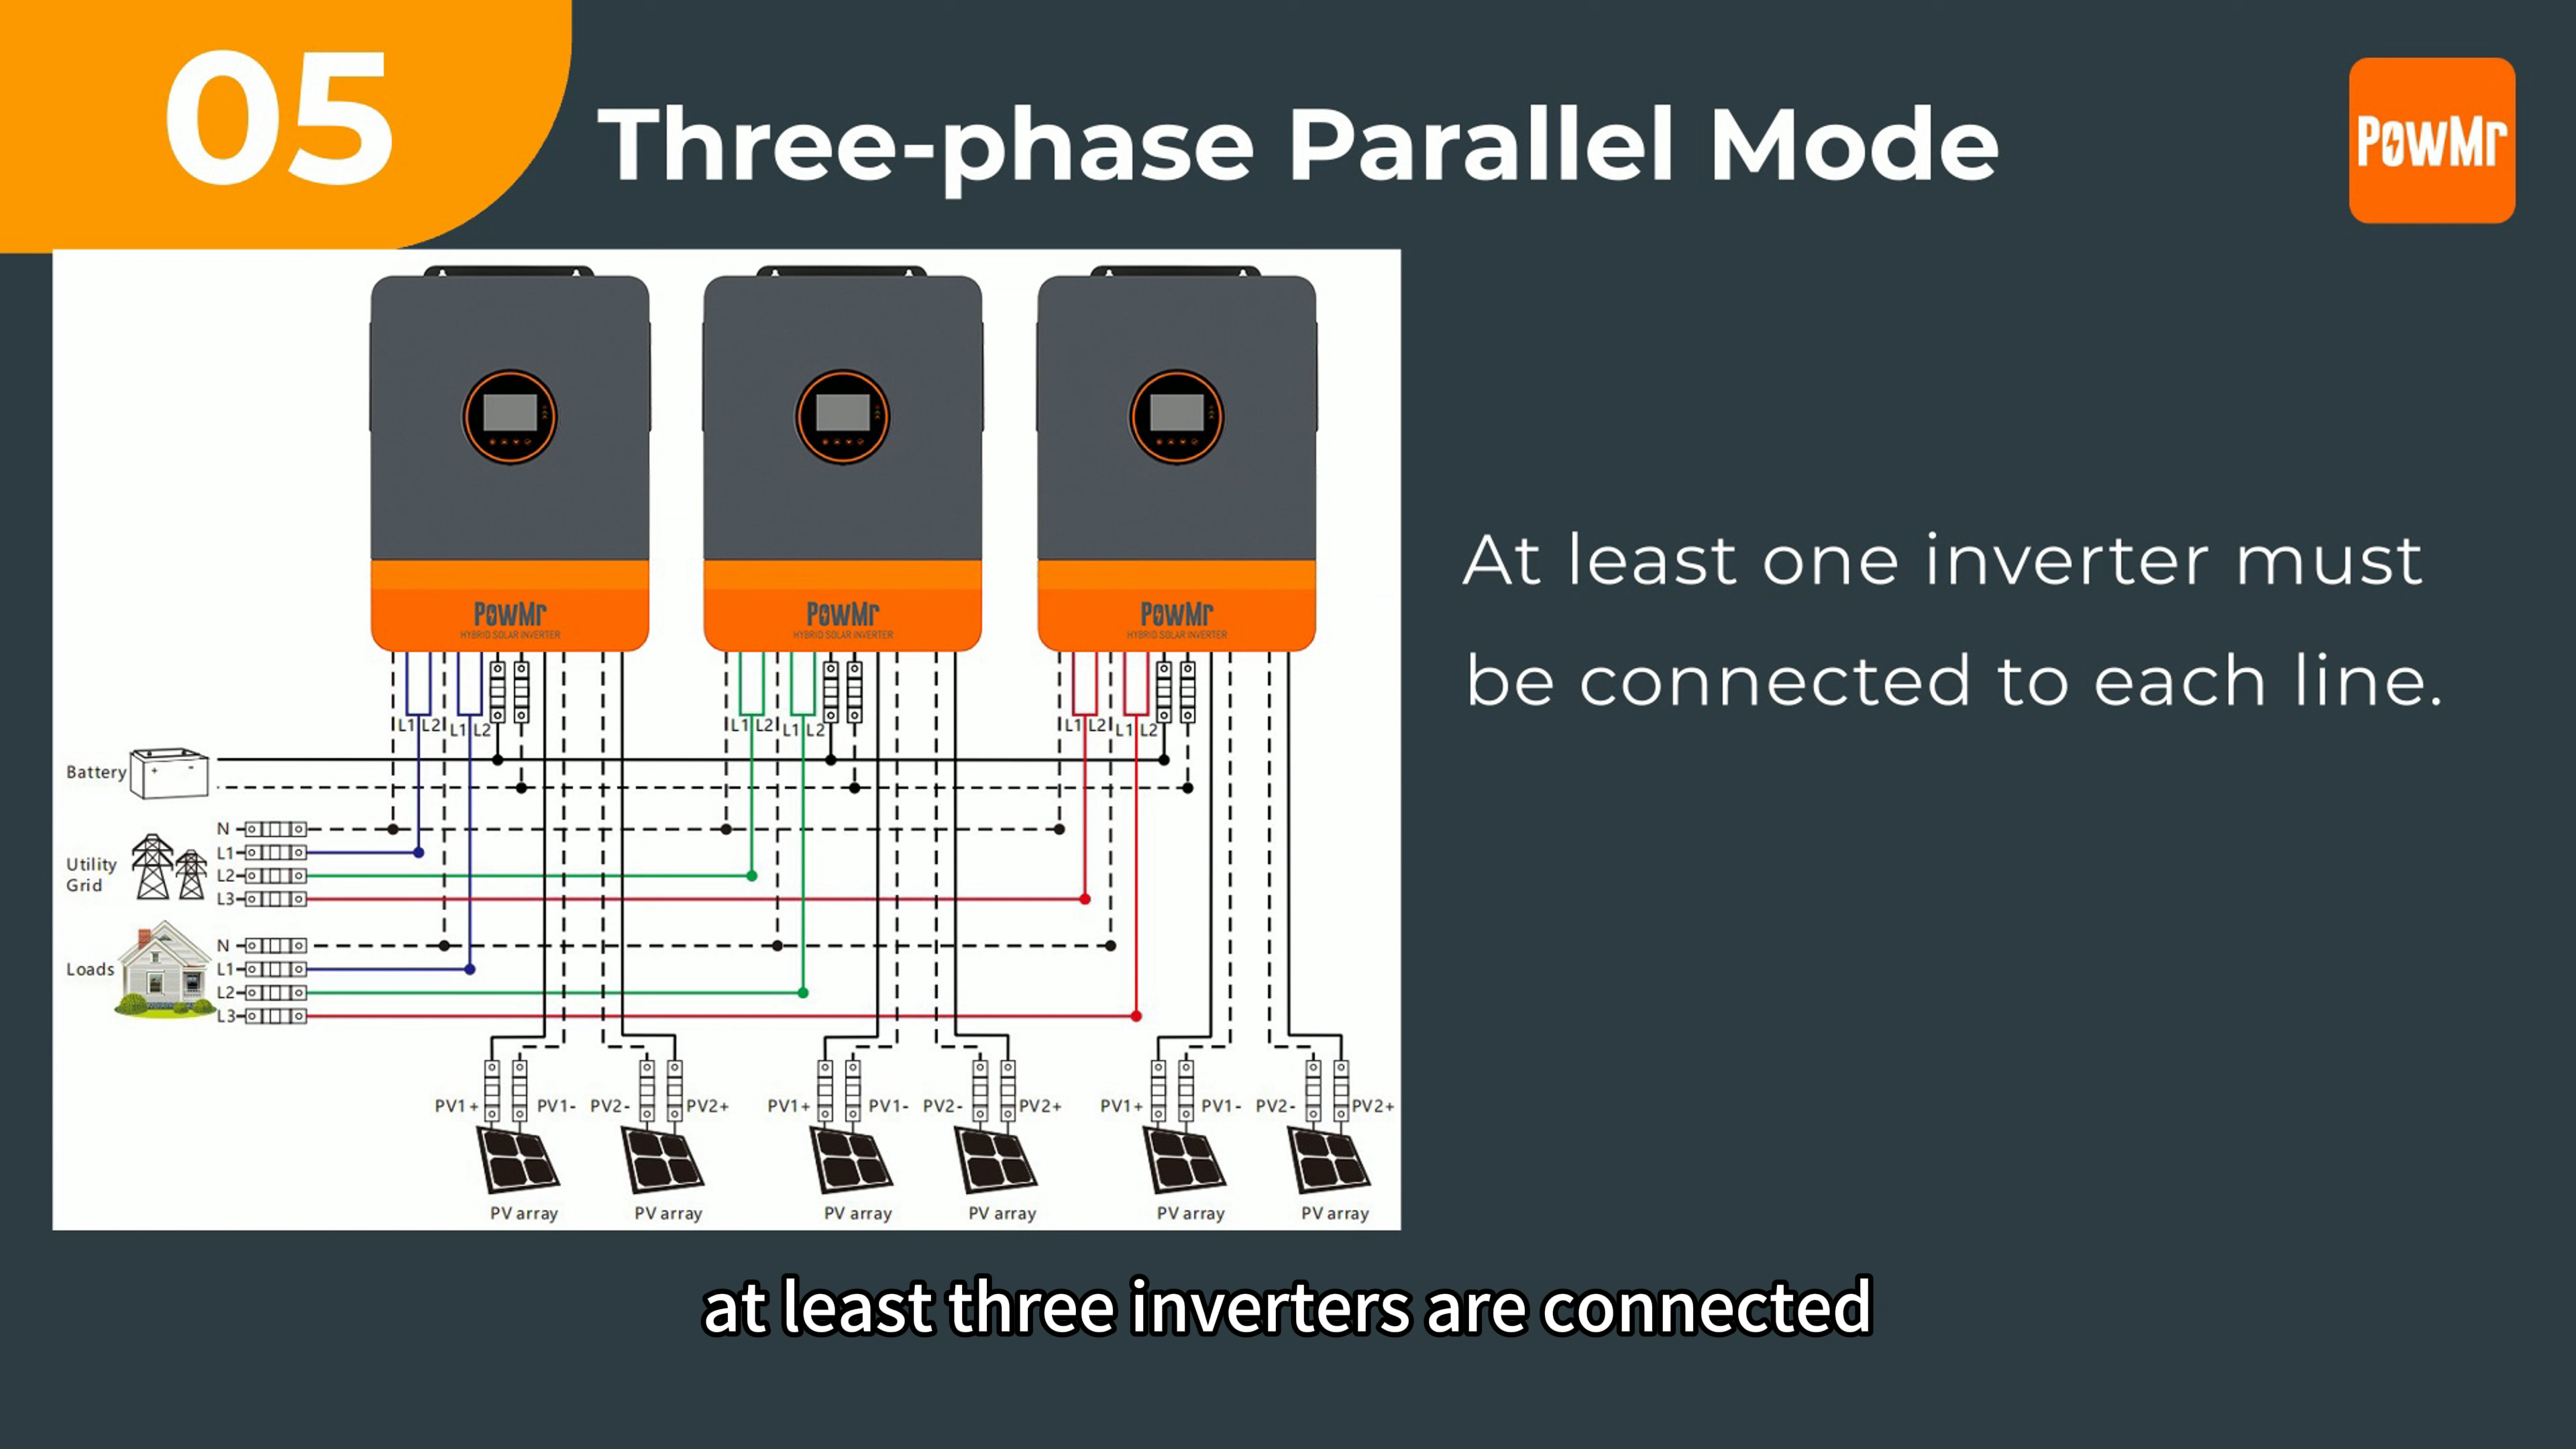 05
Three-phase Parallel Mode
PowMr
PowMr
HYBRID SOLAR INVERTER
PowMr
HYBRID SOLAR INVERTER
PowMr
HYBRID SOLAR INVERTER
At least one inverter must
be connected to each line.
L1 L2 L1 L2
L1 L2 L1 L2
L1 L2 L1 L2
Battery
+ -
Utility
Grid
N
L1
L2
L3
Loads
N
L1
L2
L3
PV1+ PV1- PV2- PV2+
PV1+ PV1- PV2- PV2+
PV1+ PV1- PV2- PV2+
PV array
PV array
PV array
PV array
PV array
PV array
at least three inverters are connected